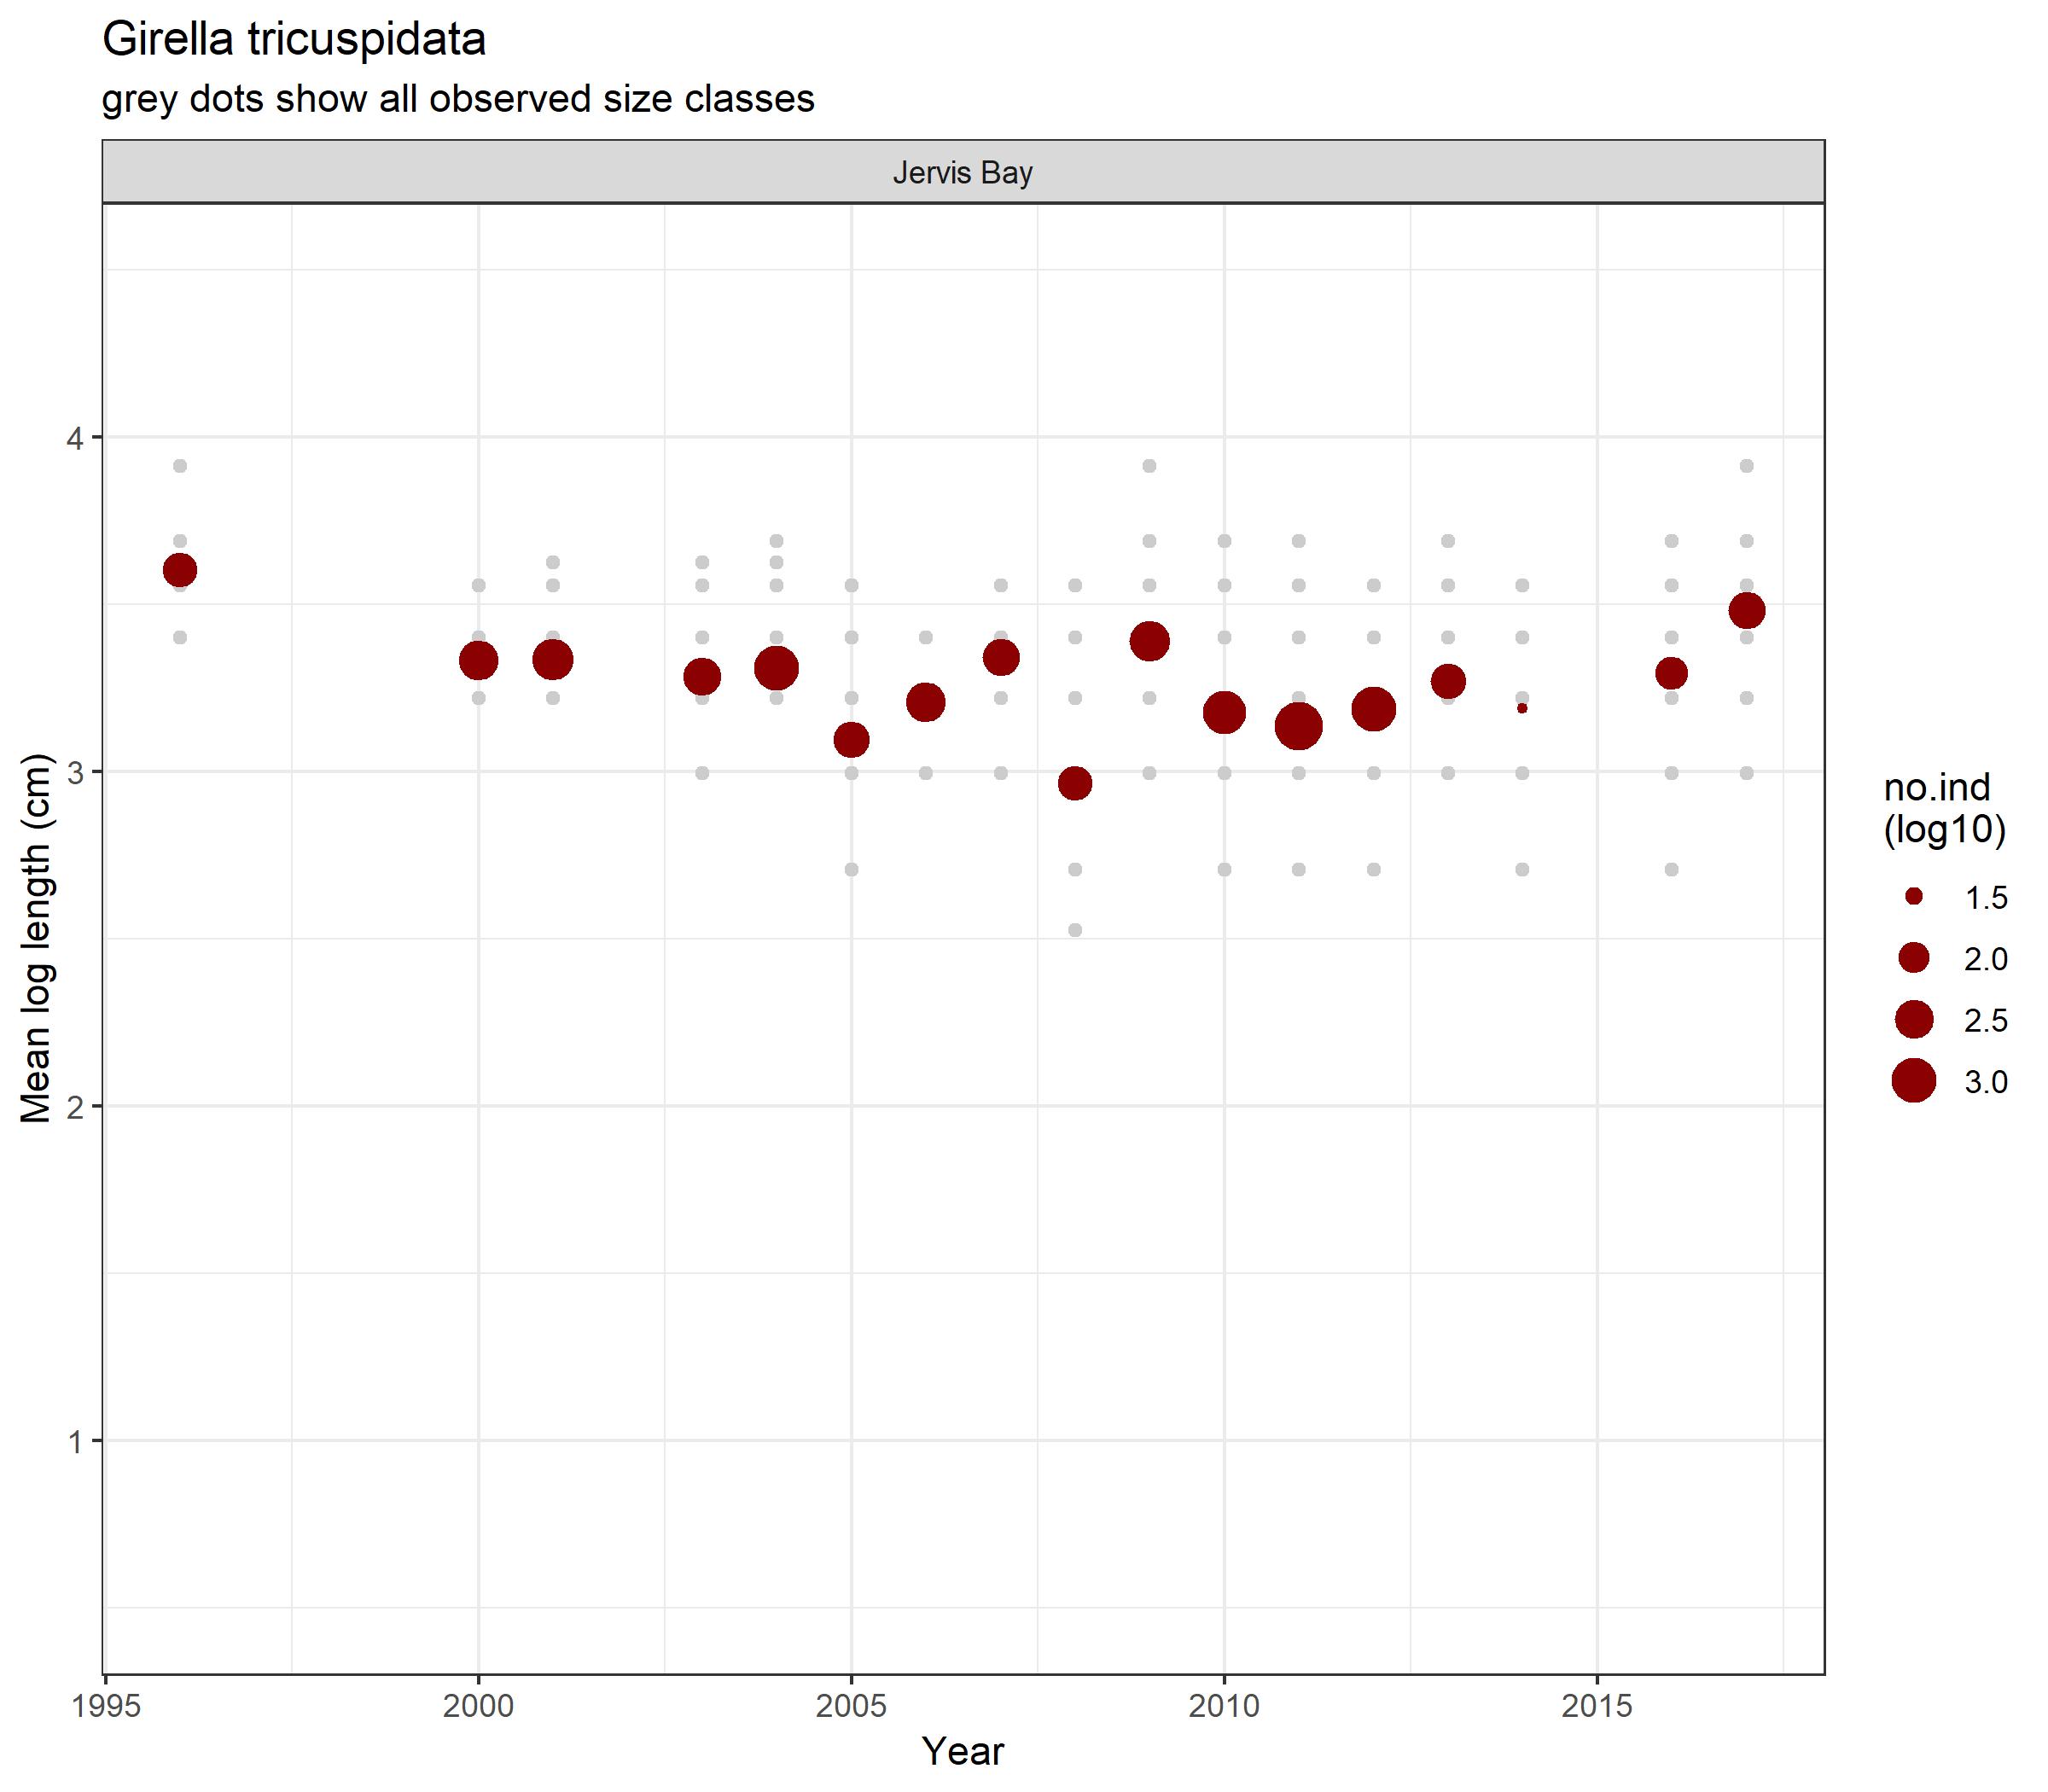 Girella tricuspidata
grey dots show all observed size classes
Jervis Bay
Mean log length (cm)
4
3
2
1
1995
2000
2005
2010
2015
Year
no.ind
(log10)
1.5
2.0
2.5
3.0